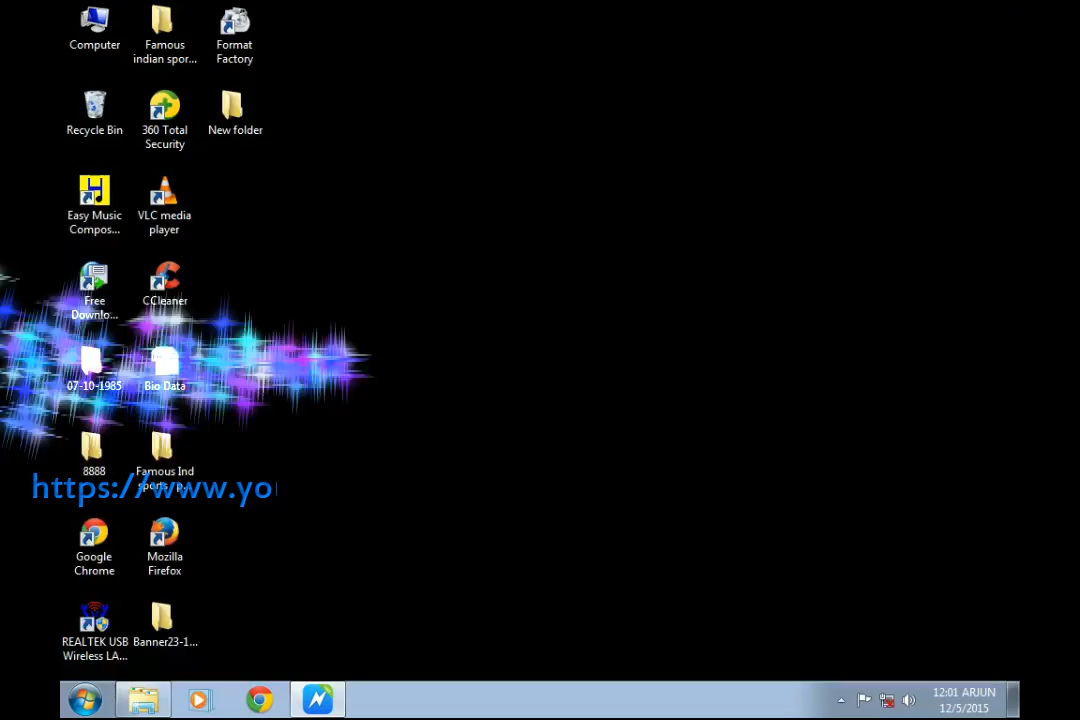 Computer
Famous
indian spor...
Format
Factory
Recycle Bin
360 Total
Security
New folder
Easy Music
Compos...
VLC media
player
Free
Downlo...
CCleaner
07-10-1985
Bio Data
8888
Famous Ind
https://www.you
Google
Chrome
Mozilla
Firefox
REALTEK USB
Wireless LA...
Banner23-1...
12:01 ARJUN
12/5/2015